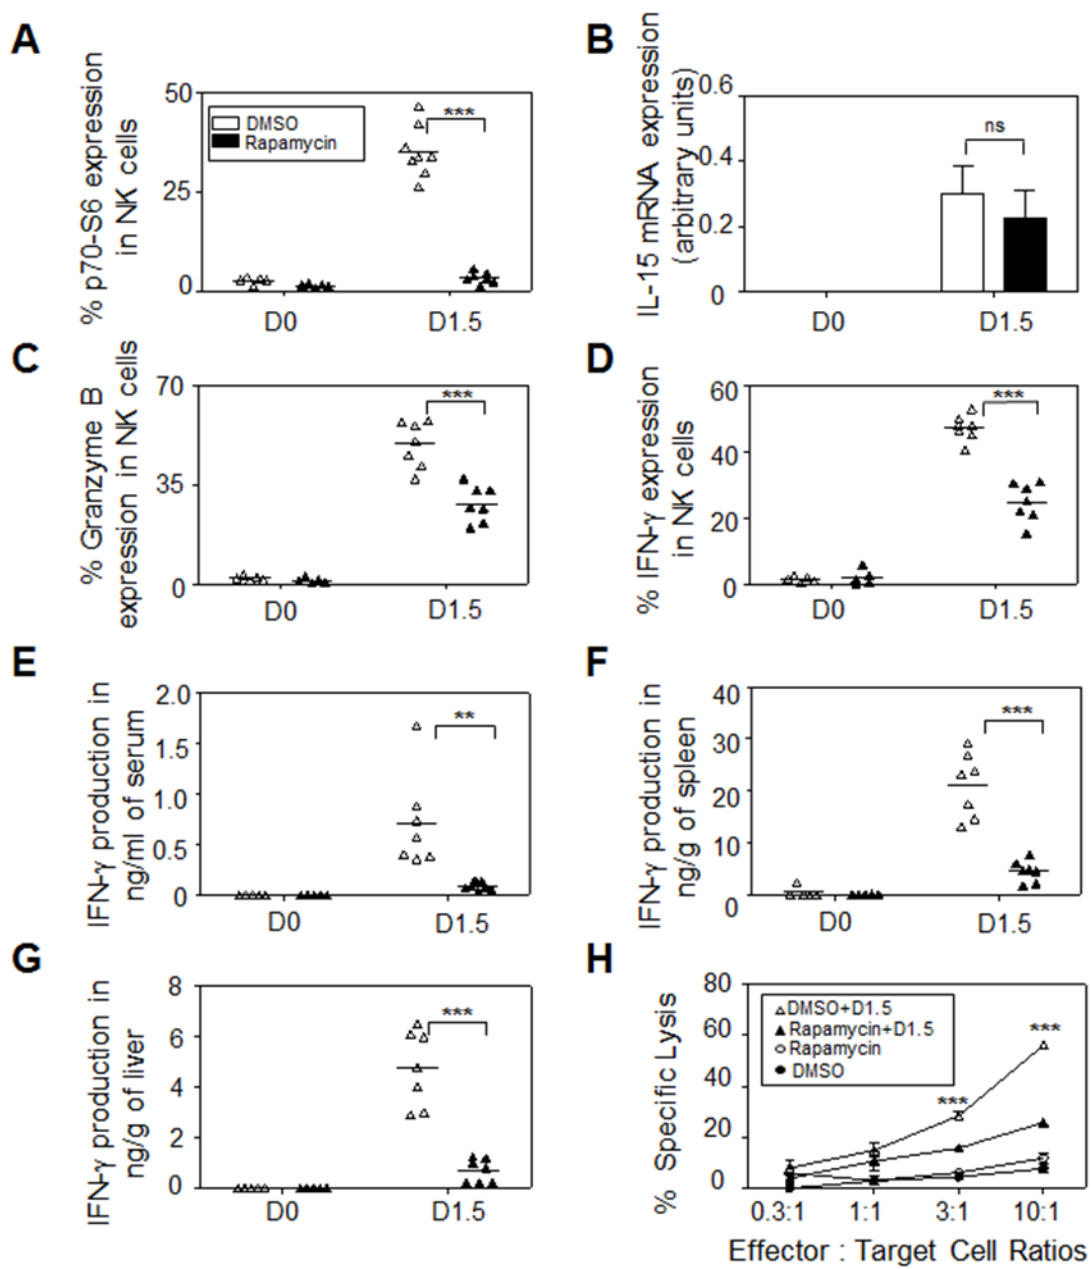 A
% p70-S6 expression
in NK cells
50
25
0
DMSO
Rapamycin
***
D0
D1.5
B
IL-15 mRNA expression
(arbitrary units)
0.6
0.4
0.2
0
ns
D0
D1.5
C
% Granzyme B
expression in NK cells
70
35
0
***
D0
D1.5
D
% IFN-γ expression
in NK cells
60
40
20
0
***
D0
D1.5
E
IFN-γ production in
ng/ml of serum
2.0
1.5
1.0
0.5
0
**
D0
D1.5
F
IFN-γ production in
ng/g of spleen
40
30
20
10
0
***
D0
D1.5
G
IFN-γ production in
ng/g of liver
8
6
4
2
0
***
D0
D1.5
H
% Specific Lysis
80
60
40
20
0
DMSO+D1.5
Rapamycin+D1.5
Rapamycin
DMSO
***
***
0.3:1
1:1
3:1
10:1
Effector : Target Cell Ratios